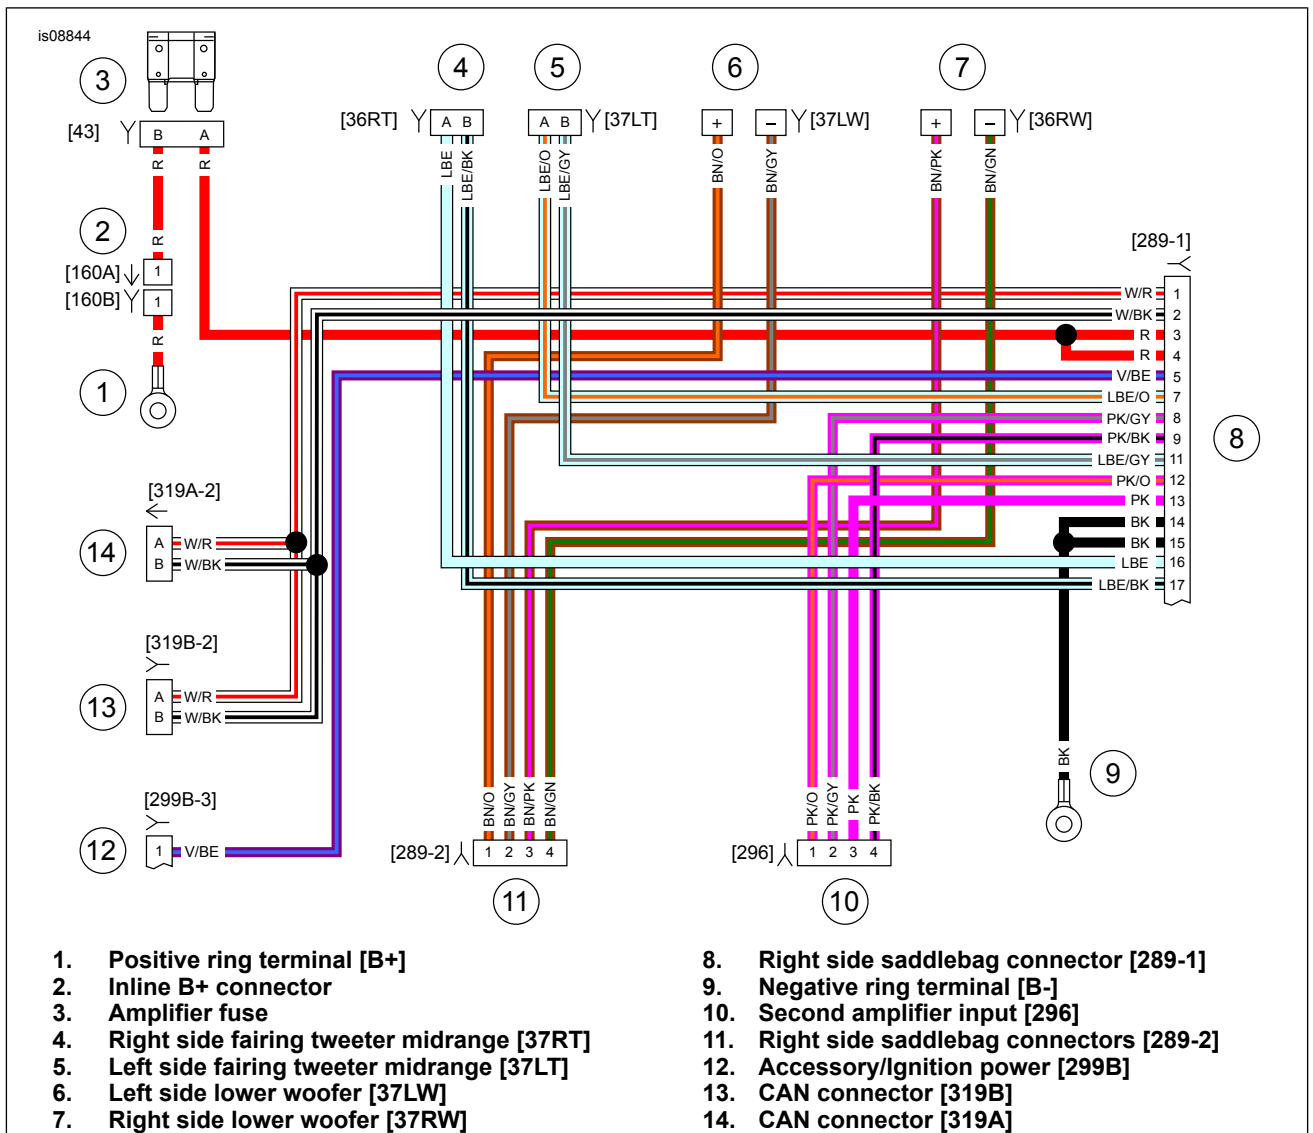 is08844
3
4
5
6
7
[43]
B A
[36RT]
A B
A B
[37LT]
+
–
[37LW]
+
–
[36RW]
R
R
LBE
LBE/BK
LBE/O
LBE/GY
BN/O
BN/GY
BN/PK
BN/GN
2
R
[160A]
1
[160B]
1
R
1
[289-1]
W/R 1
W/BK 2
R 3
R 4
V/BE 5
LBE/O 7
PK/GY 8
PK/BK 9
LBE/GY 11
PK/O 12
PK 13
BK 14
BK 15
LBE 16
LBE/BK 17
8
[319A-2]
14
A W/R
B W/BK
[319B-2]
13
A W/R
B W/BK
[299B-3]
12
1 V/BE
BN/O
BN/GY
BN/PK
BN/GN
[289-2]
1 2 3 4
11
PK/O
PK/GY
PK
PK/BK
[296]
1 2 3 4
10
BK
9
1. Positive ring terminal [B+]
2. Inline B+ connector
3. Amplifier fuse
4. Right side fairing tweeter midrange [37RT]
5. Left side fairing tweeter midrange [37LT]
6. Left side lower woofer [37LW]
7. Right side lower woofer [37RW]
8. Right side saddlebag connector [289-1]
9. Negative ring terminal [B-]
10. Second amplifier input [296]
11. Right side saddlebag connectors [289-2]
12. Accessory/Ignition power [299B]
13. CAN connector [319B]
14. CAN connector [319A]